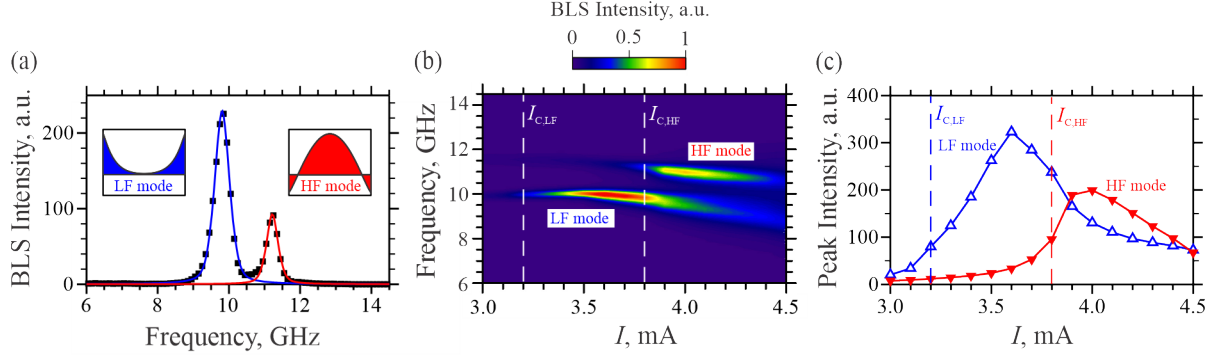 BLS Intensity, a.u.
0
0.5
1
(a)
BLS Intensity, a.u.
200
100
0
LF mode
HF mode
6
8
10
12
14
Frequency, GHz
(b)
Frequency, GHz
14
12
10
8
6
I_C,LF
I_C,HF
HF mode
LF mode
3.0
3.5
4.0
4.5
I, mA
(c)
Peak Intensity, a.u.
400
300
200
100
0
I_C,LF
LF mode
I_C,HF
HF mode
3.0
3.5
4.0
4.5
I, mA